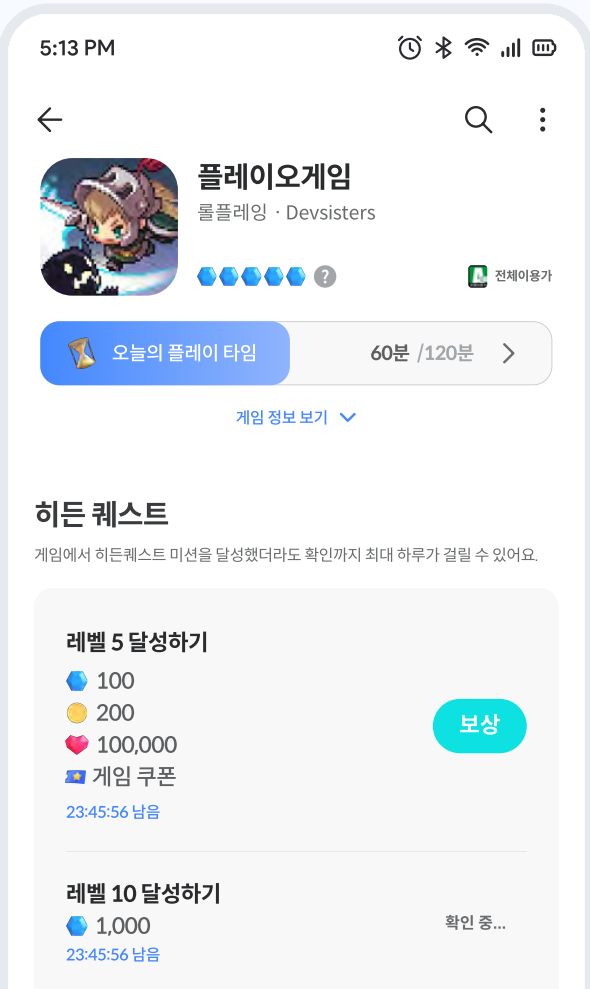 5:13 PM
플레이오게임
롤플레잉 · Devsisters
?
전체이용가
오늘의 플레이 타임
60분 /120분
게임 정보 보기
히든 퀘스트
게임에서 히든퀘스트 미션을 달성했더라도 확인까지 최대 하루가 걸릴 수 있어요.
레벨 5 달성하기
100
200
100,000
게임 쿠폰
23:45:56 남음
보상
레벨 10 달성하기
1,000
23:45:56 남음
확인 중...